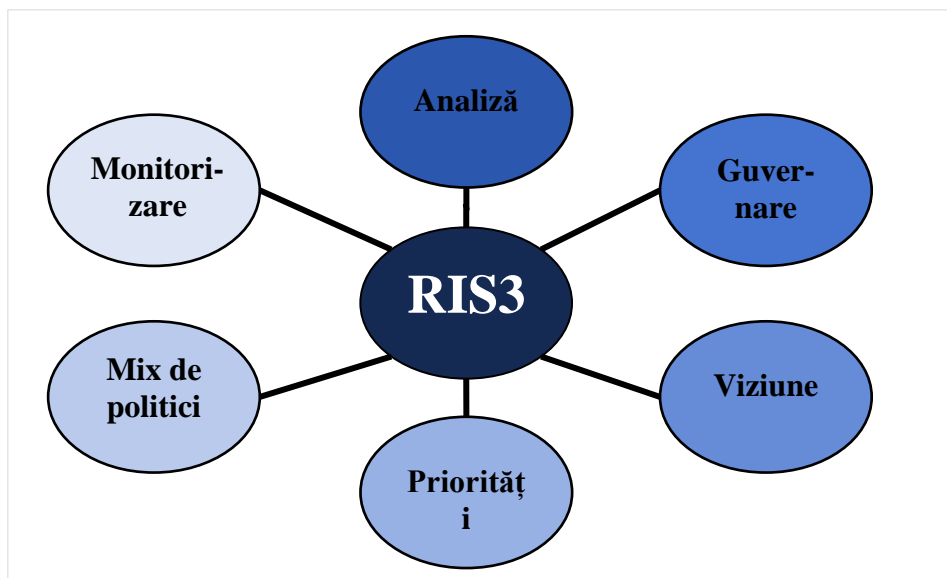 Analiză
Monitori-
zare
Guver-
nare
RIS3
Mix de
politici
Viziune
Priorităț
i